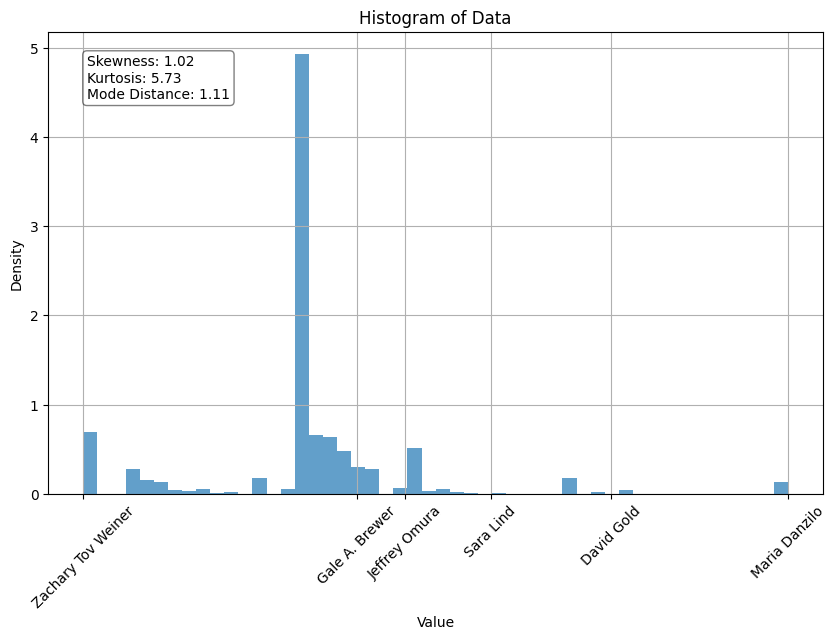 Histogram of Data
Skewness: 1.02
Kurtosis: 5.73
Mode Distance: 1.11
5
4
3
2
1
0
Density
Zachary Tov Weiner
Gale A. Brewer
Jeffrey Omura
Sara Lind
David Gold
Maria Danzilo
Value